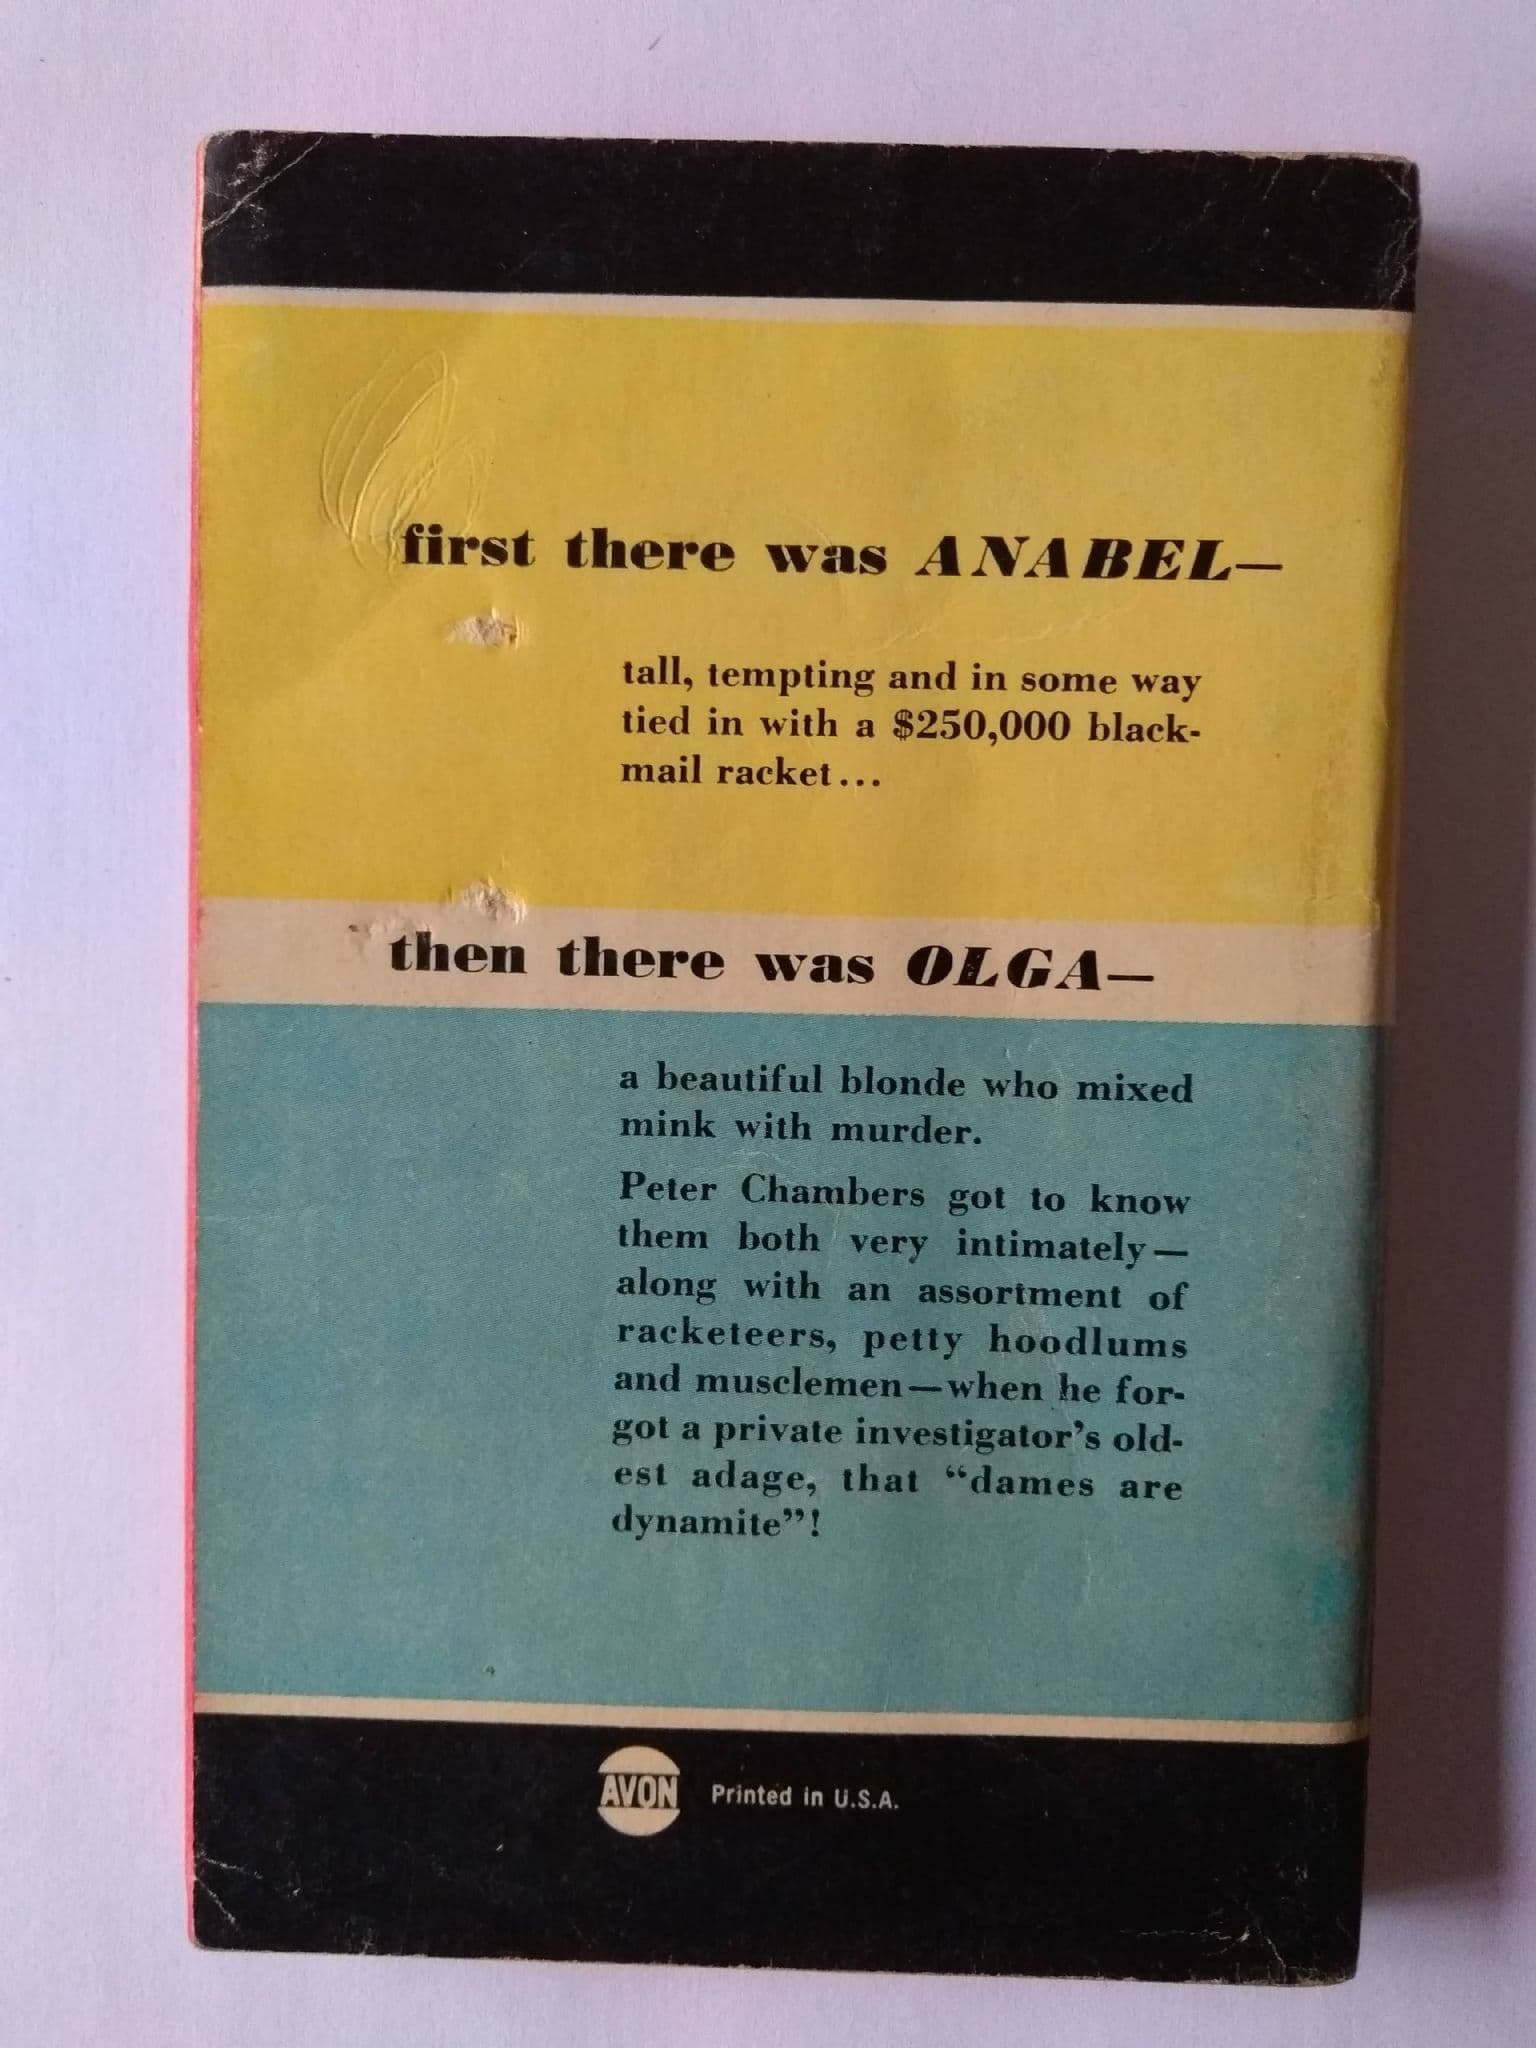 first there was ANABEL—
tall, tempting and in some way
tied in with a $250,000 black-
mail racket...
then there was OLGA—
a beautiful blonde who mixed
mink with murder.
Peter Chambers got to know
them both very intimately—
along with an assortment of
racketeers, petty hoodlums
and musclemen—when he for-
got a private investigator's old-
est adage, that “dames are
dynamite”!
AVON Printed in U.S.A.